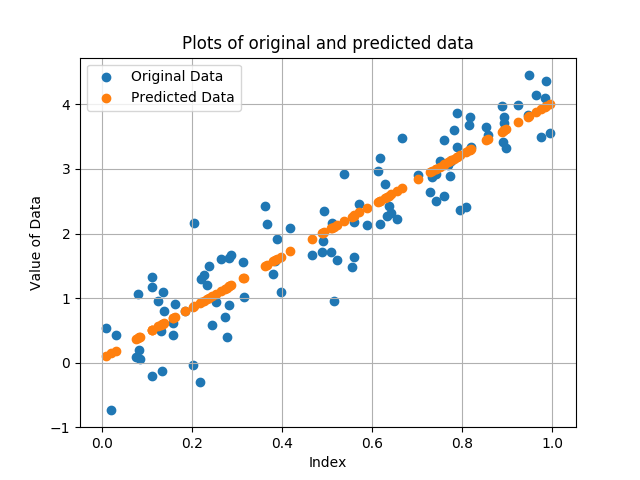 Plots of original and predicted data
Original Data
Predicted Data
Value of Data
4
3
2
1
0
−1
0.0 0.2 0.4 0.6 0.8 1.0
Index